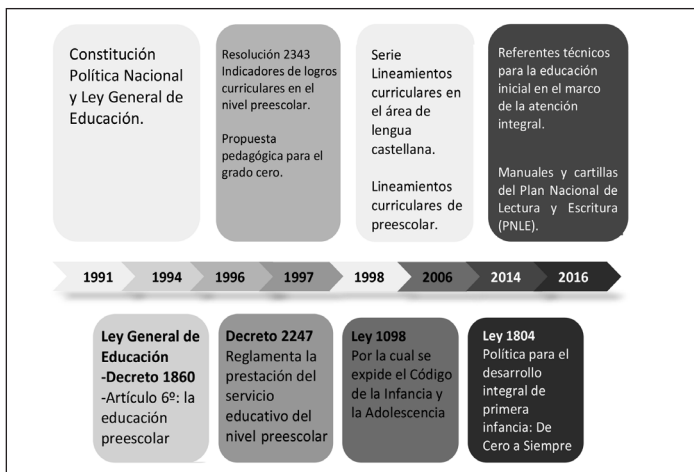 Constitución
Política Nacional
y Ley General de
Educación.
Resolución 2343
Indicadores de logros
curriculares en el
nivel preescolar.
Propuesta
pedagógica para el
grado cero.
Serie
Lineamientos
curriculares en
el área de
lengua
castellana.
Lineamientos
curriculares de
preescolar.
Referentes técnicos
para la educación
inicial en el marco
de la atención
integral.
Manuales y cartillas
del Plan Nacional de
Lectura y Escritura
(PNLE).
1991 1994 1996 1997 1998 2006 2014 2016
Ley General de
Educación
-Decreto 1860
-Artículo 6º: la
educación
preescolar
Decreto 2247
Reglamenta la
prestación del
servicio
educativo del
nivel preescolar
Ley 1098
Por la cual se
expide el Código
de la Infancia y
la Adolescencia
Ley 1804
Política para el
desarrollo
integral de
primera
infancia: De
Cero a Siempre